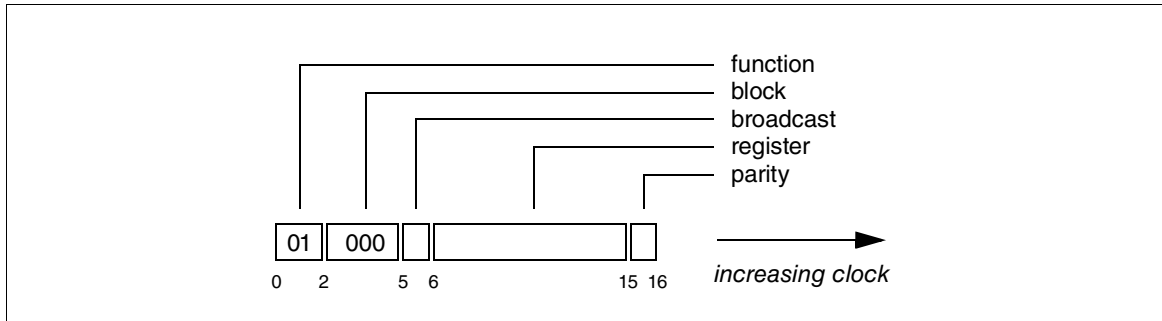 function
block
broadcast
register
parity
01 000
0 2 5 6 15 16
increasing clock